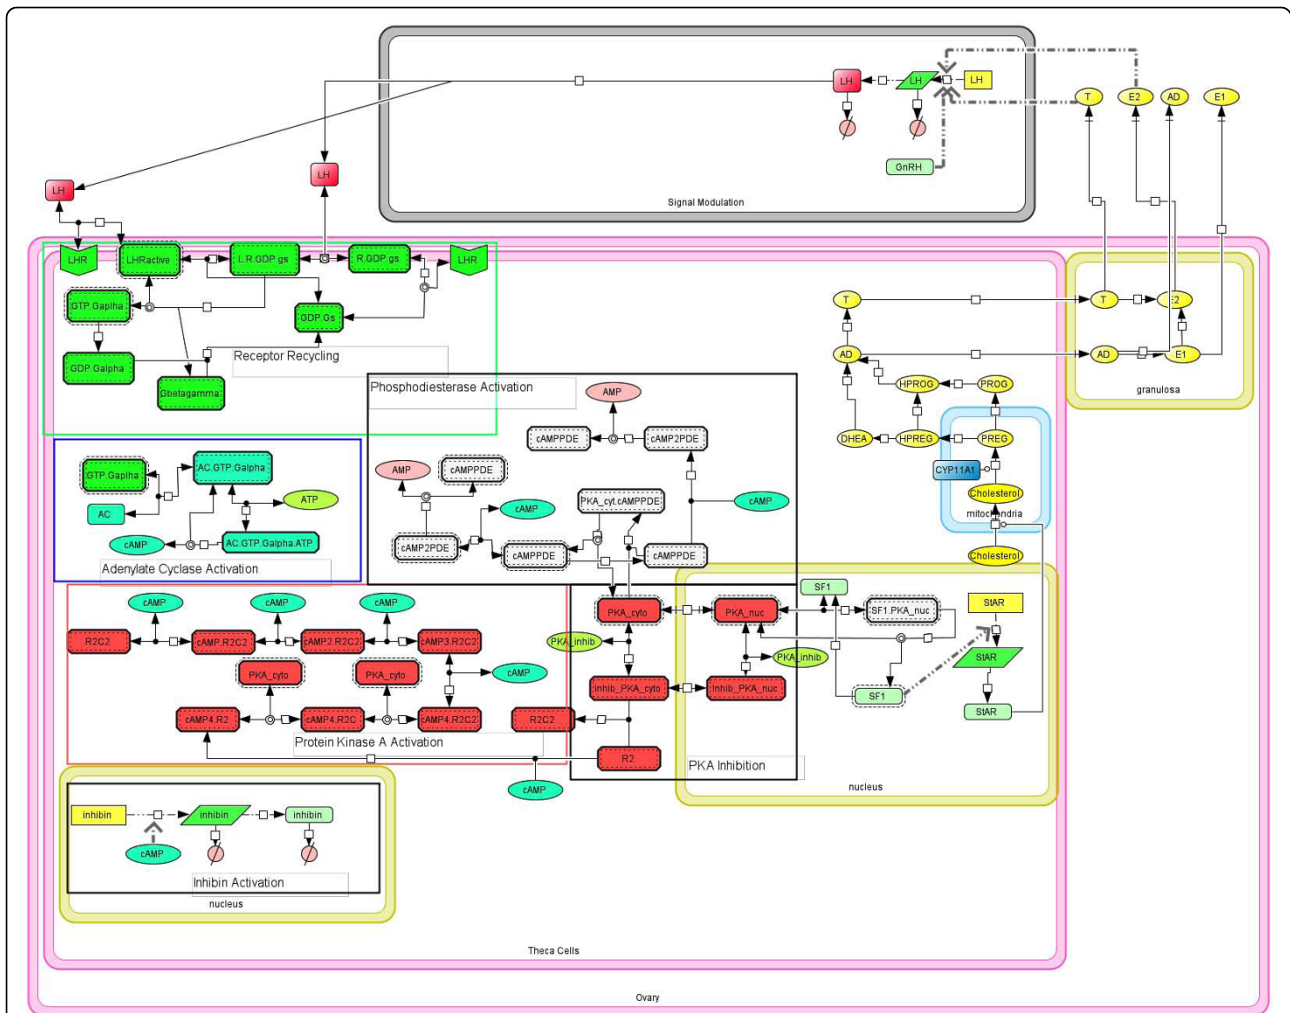 LH
LH
LH
T
E2
AD
E1
GnRH
LH
LH
Signal Modulation
LHR
LHRactive
L.R.GDP.gs
R.GDP.gs
LHR
GTP.Gaplha
GDP.Gs
T
T
E2
Receptor Recycling
AD
AD
E1
GDP.Galpha
Gbetagamma
granulosa
Phosphodiesterase Activation
AMP
HPROG
PROG
cAMPPDE
cAMP2PDE
DHEA
HPREG
PREG
GTP.Gaplha
AC.GTP.Galpha
AMP
cAMPPDE
CYP11A1
ATP
PKA_cyt.cAMPPDE
cAMP
Cholesterol
AC
cAMP
mitochondria
cAMP
AC.GTP.Galpha.ATP
cAMP2PDE
cAMPPDE
cAMPPDE
Cholesterol
Adenylate Cyclase Activation
cAMP
cAMP
cAMP
SF1
StAR
PKA_cyto
PKA_nuc
SF1.PKA_nuc
R2C2
cAMP.R2C2
cAMP2.R2C2
cAMP3.R2C2
PKA_inhib
PKA_inhib
StAR
PKA_cyto
PKA_cyto
cAMP
Inhib_PKA_cyto
Inhib_PKA_nuc
SF1
StAR
cAMP4.R2
cAMP4.R2C
cAMP4.R2C2
R2C2
Protein Kinase A Activation
R2
PKA Inhibition
nucleus
cAMP
inhibin
inhibin
inhibin
cAMP
Inhibin Activation
nucleus
Theca Cells
Ovary